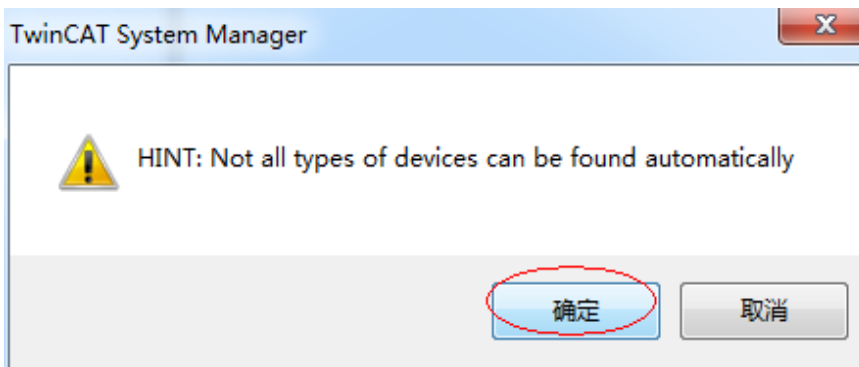 TwinCAT System Manager
HINT: Not all types of devices can be found automatically
确定
取消